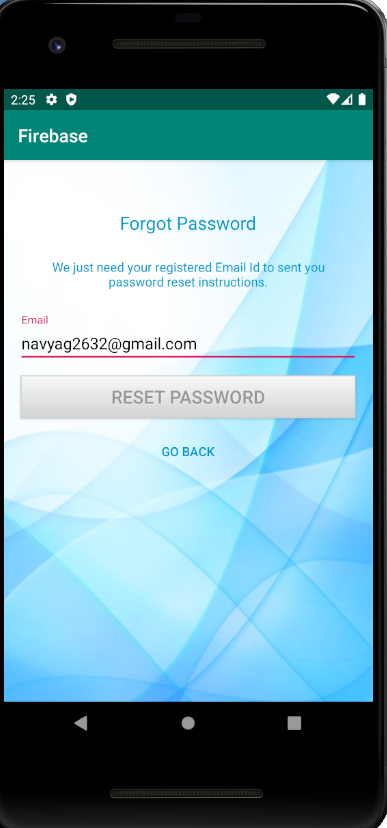 2:25
Firebase
Forgot Password
We just need your registered Email Id to sent you
password reset instructions.
Email
navyag2632@gmail.com
RESET PASSWORD
GO BACK